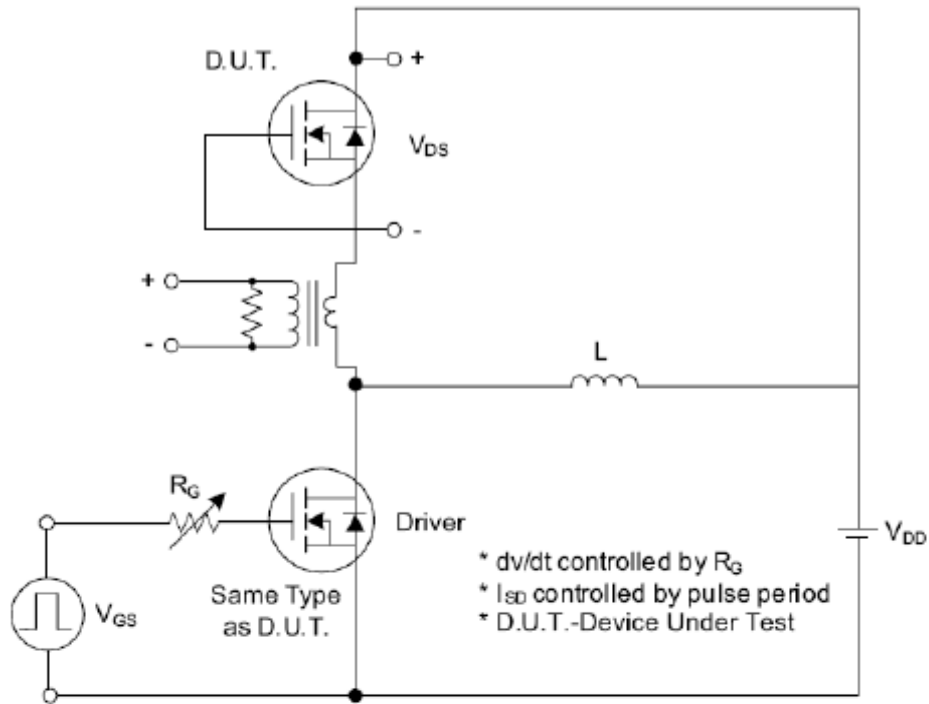 D.U.T.
+
VDS
-
+
-
L
RG
Driver
VDD
VGS
Same Type
as D.U.T.
* dv/dt controlled by RG
* ISD controlled by pulse period
* D.U.T.-Device Under Test